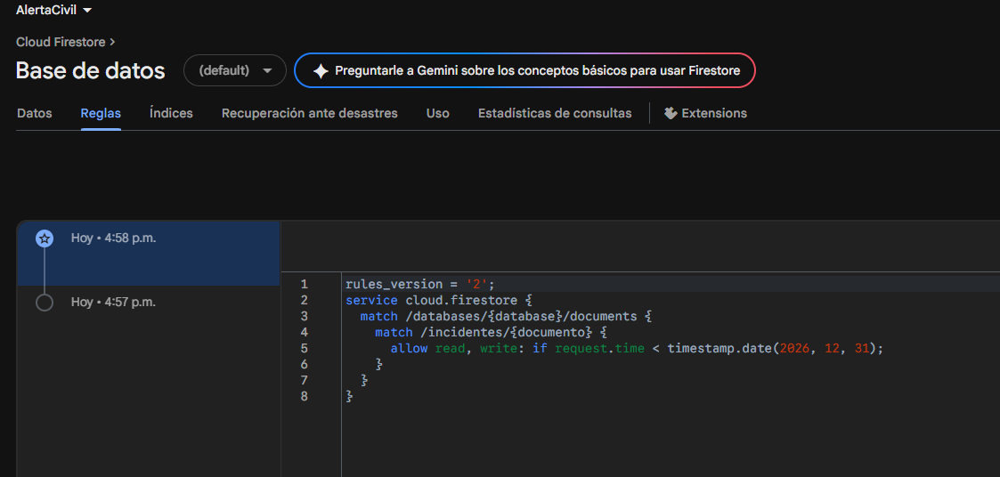 AlertaCivil
Cloud Firestore >
Base de datos (default) Preguntarle a Gemini sobre los conceptos básicos para usar Firestore
Datos Reglas Índices Recuperación ante desastres Uso Estadísticas de consultas Extensions
Hoy • 4:58 p.m.
Hoy • 4:57 p.m.
1 rules_version = '2';
2 service cloud.firestore {
3   match /databases/{database}/documents {
4     match /incidentes/{documento} {
5       allow read, write: if request.time < timestamp.date(2026, 12, 31);
6     }
7   }
8 }